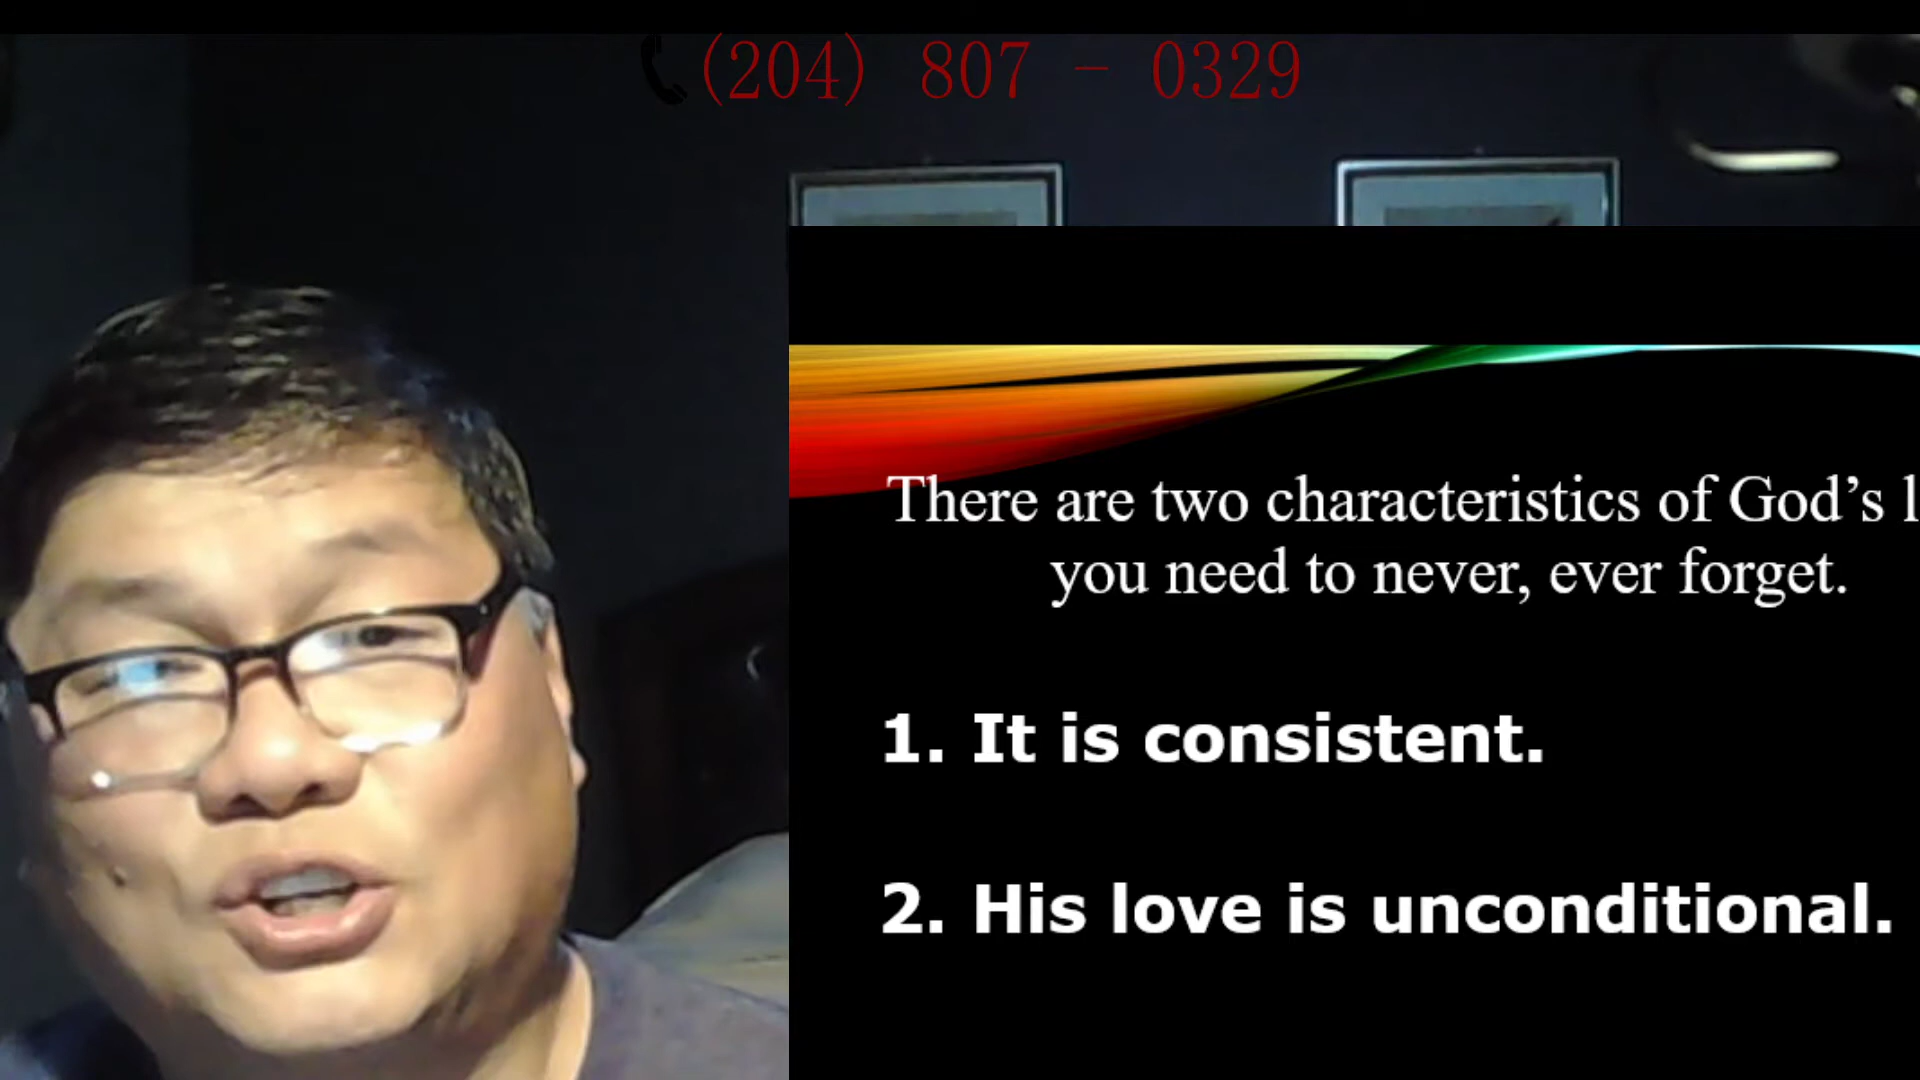 (204) 807 - 0329
There are two characteristics of God’s
you need to never, ever forget.
1. It is consistent.
2. His love is unconditional.